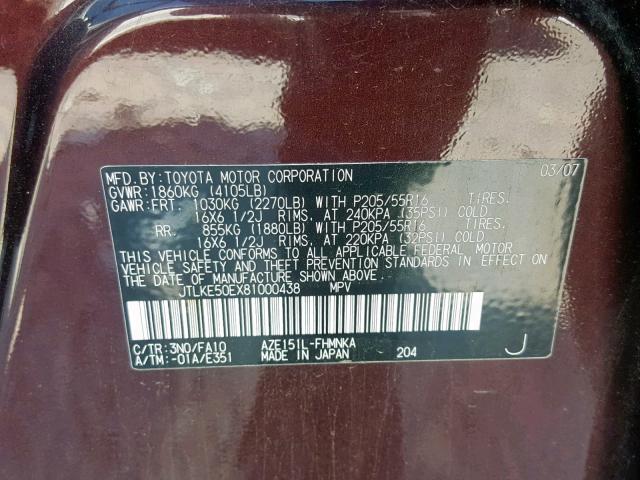 MFD. BY: TOYOTA MOTOR CORPORATION 03/07
GVWR: 1860KG (4105LB)
GAWR: FRT. 1030KG (2270LB) WITH P205/55R16 TIRES.
16X6 1/2J RIMS. AT 240KPA (35PSI) COLD
RR. 855KG (1880LB) WITH P205/55R16 TIRES.
16X6 1/2J RIMS. AT 220KPA (32PSI) COLD
THIS VEHICLE CONFORMS TO ALL APPLICABLE FEDERAL MOTOR
VEHICLE SAFETY AND THEFT PREVENTION STANDARDS IN EFFECT ON
THE DATE OF MANUFACTURE SHOWN ABOVE.
JTLKE50EX81000438 MPV
C/TR: 3N0/FA10 AZE151L-FHMNKA
A/TM: -01A/E351 MADE IN JAPAN 204 J